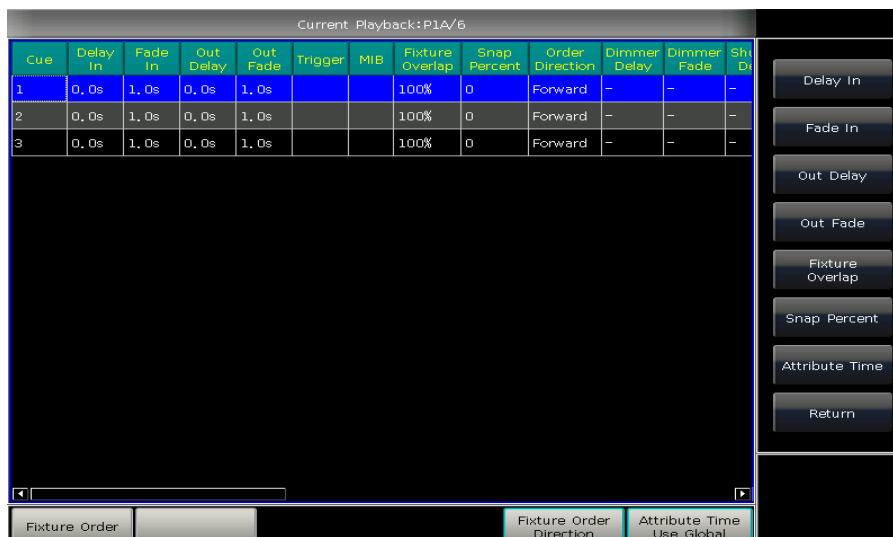 Current Playback:P1A/6
Cue Delay In Fade In Out Delay Out Fade Trigger MIB Fixture Overlap Snap Percent Order Direction Dimmer Delay Dimmer Fade
1 0.0s 1.0s 0.0s 1.0s 100% 0 Forward - - -
2 0.0s 1.0s 0.0s 1.0s 100% 0 Forward - - -
3 0.0s 1.0s 0.0s 1.0s 100% 0 Forward - - -
Delay In
Fade In
Out Delay
Out Fade
Fixture
Overlap
Snap Percent
Attribute Time
Return
Fixture Order
Fixture Order
Direction
Attribute Time
Use Global